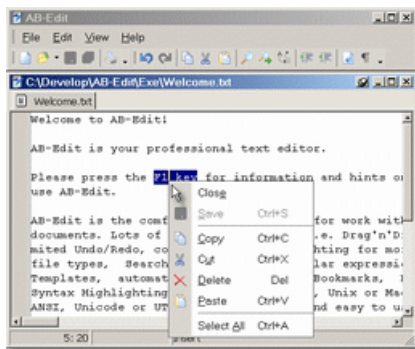 AB-Edit
File Edit View Help
C:\Develop\AB-Edit\Exe\Welcome.txt
Welcome.txt
Welcome to AB-Edit!
AB-Edit is your professional text editor.
Please press the F1 key for information and hints o
use AB-Edit.
AB-Edit is the comf for work wit
documents. Lots of .e. Drag'n'D
mited Undo/Redo, co hting for mo
file types, Search lar expressi
Templates, automat Bookmarks,
Syntax Highlighting , Unix or Ma
ANSI, Unicode or UT nd easy to u
Close
Save Ctrl+S
Copy Ctrl+C
Cut Ctrl+X
Delete Del
Paste Ctrl+V
Select All Ctrl+A
5: 20 Insert